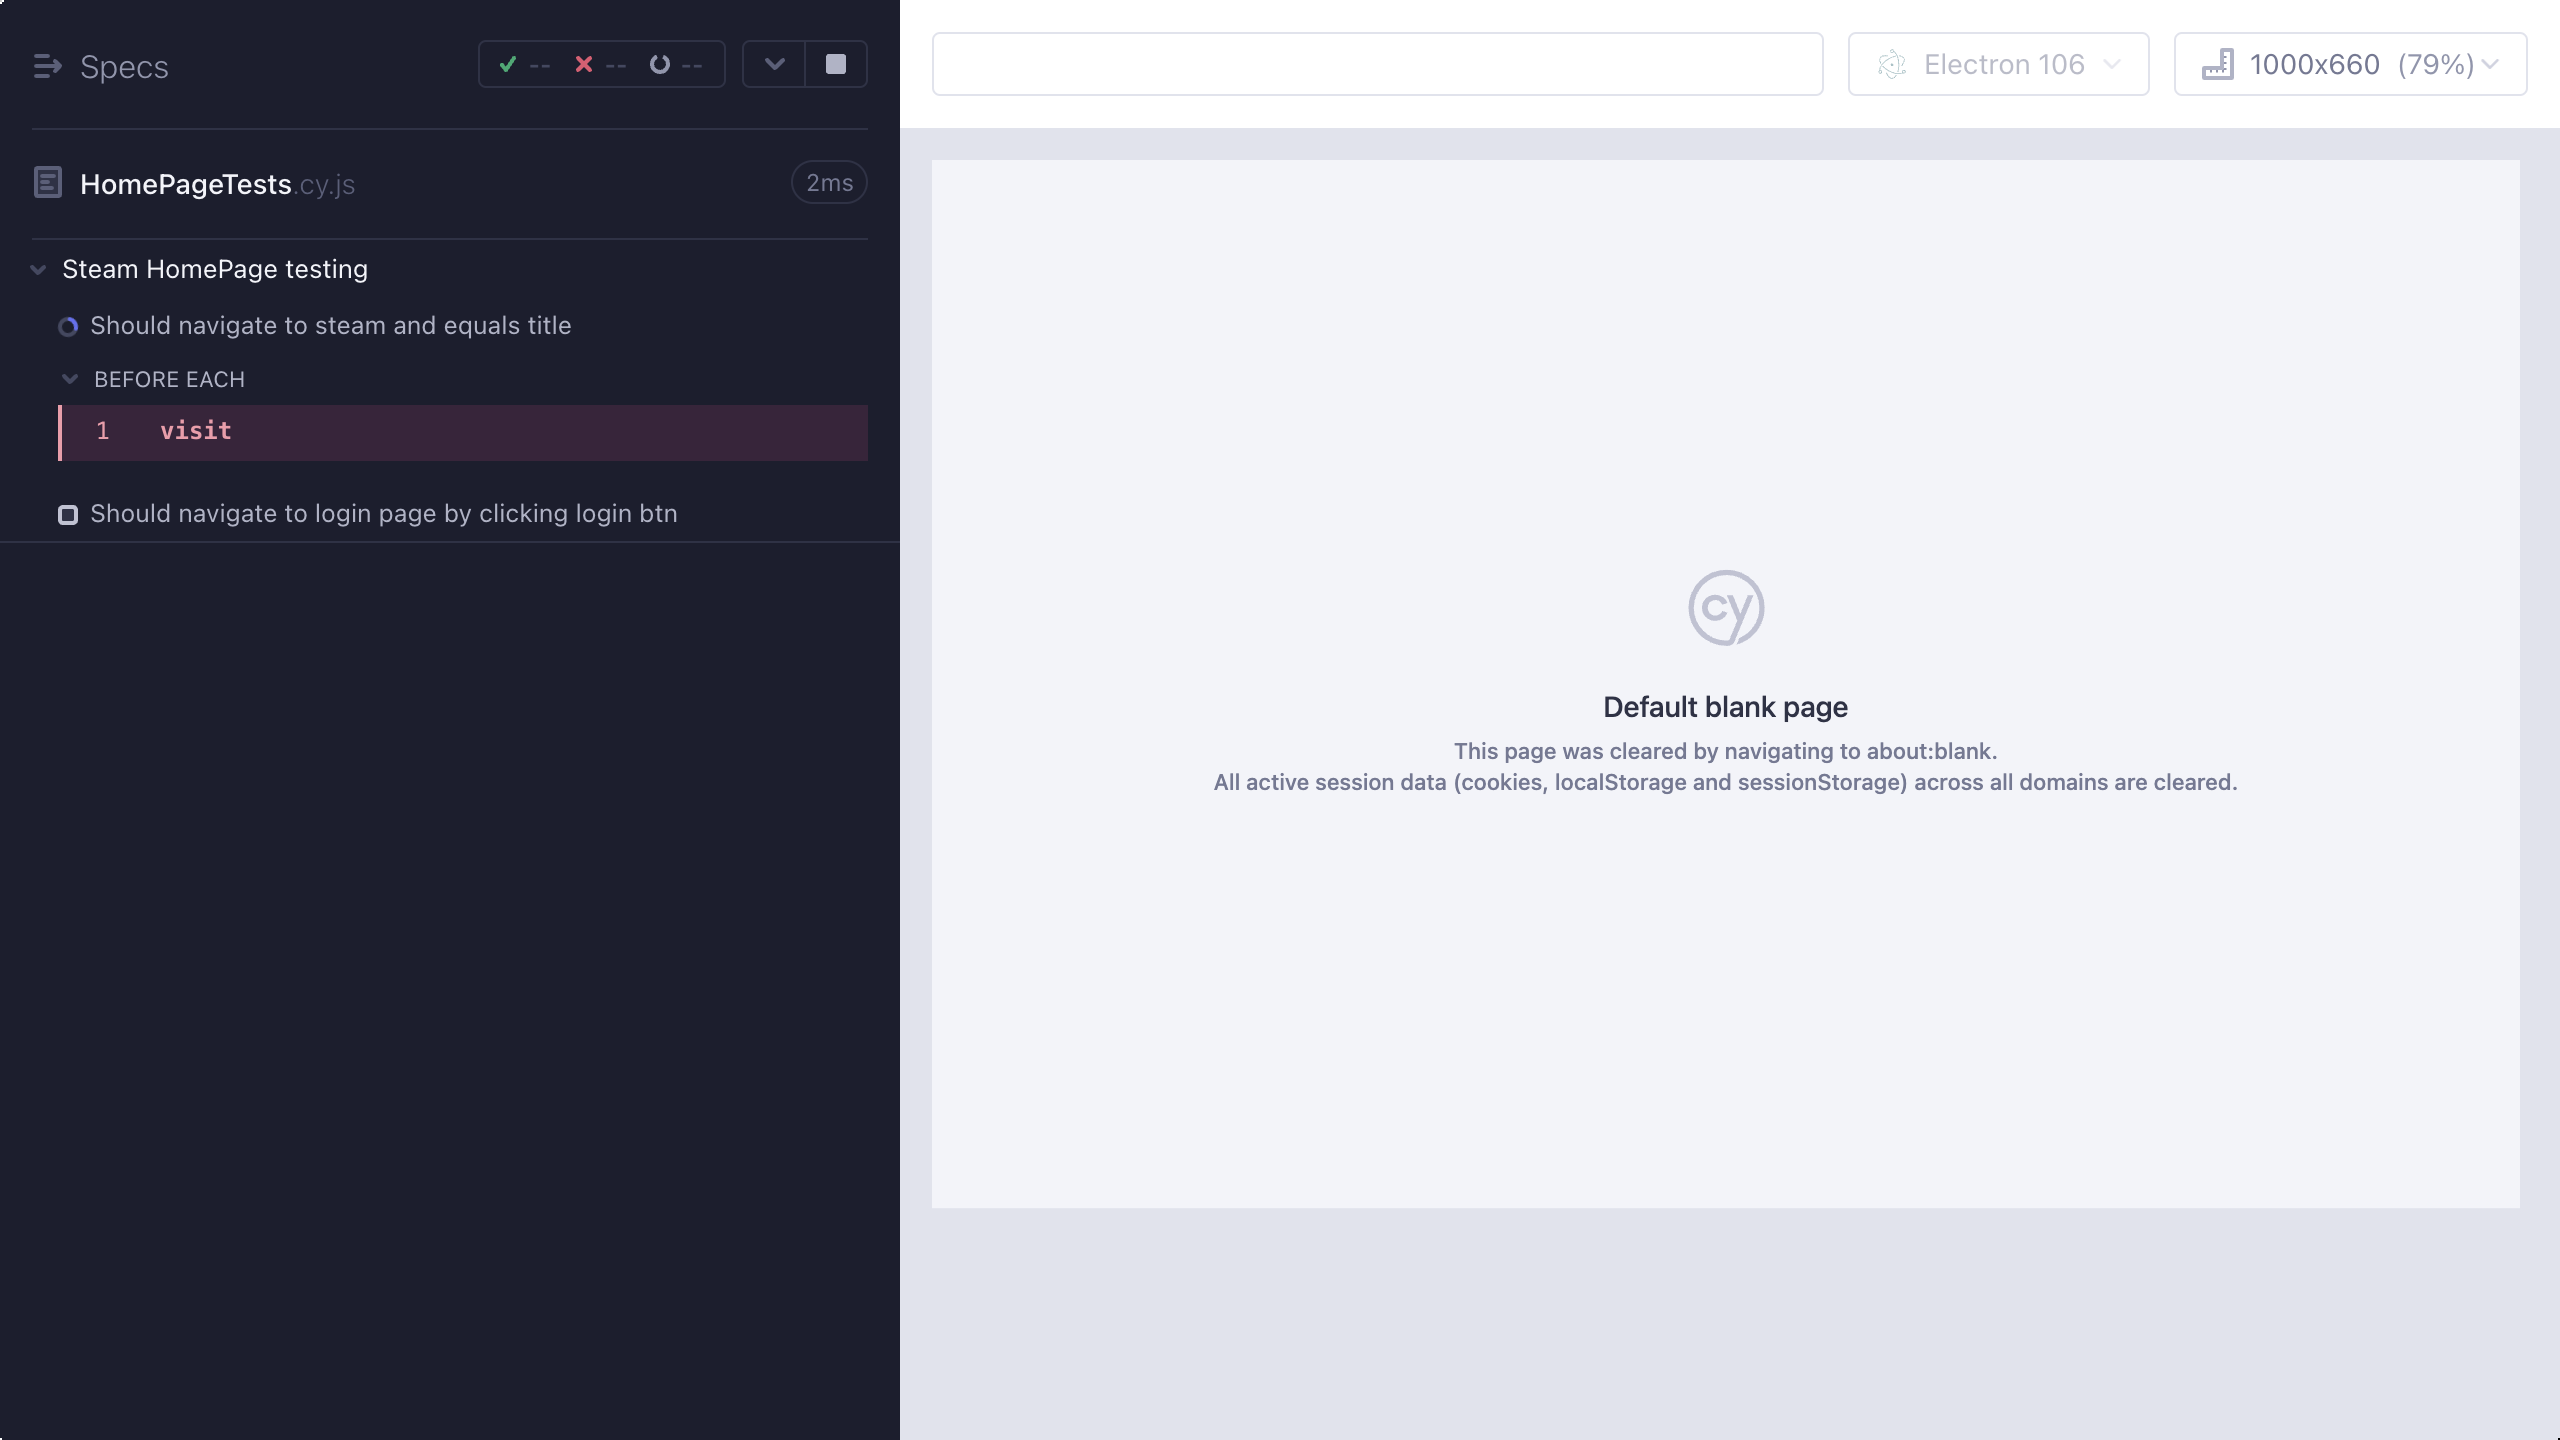 Specs
-- -- --
HomePageTests.cy.js
2ms
Steam HomePage testing
Should navigate to steam and equals title
BEFORE EACH
1 visit
Should navigate to login page by clicking login btn
Electron 106
1000x660 (79%)
cy
Default blank page
This page was cleared by navigating to about:blank.
All active session data (cookies, localStorage and sessionStorage) across all domains are cleared.